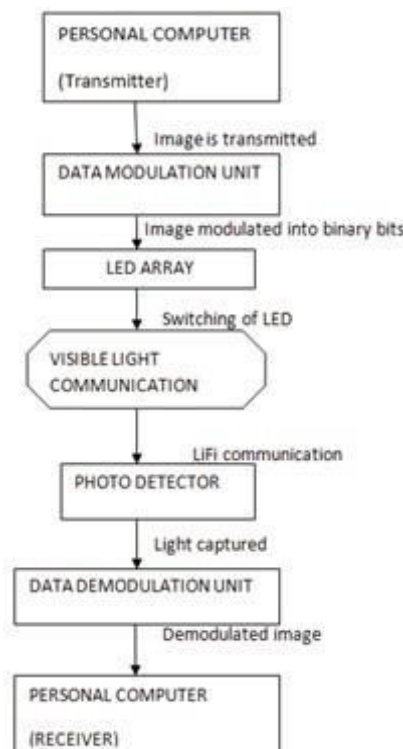 PERSONAL COMPUTER
(Transmitter)
Image is transmitted
DATA MODULATION UNIT
Image modulated into binary bits
LED ARRAY
Switching of LED
VISIBLE LIGHT
COMMUNICATION
LiFi communication
PHOTO DETECTOR
Light captured
DATA DEMODULATION UNIT
Demodulated image
PERSONAL COMPUTER
(RECEIVER)